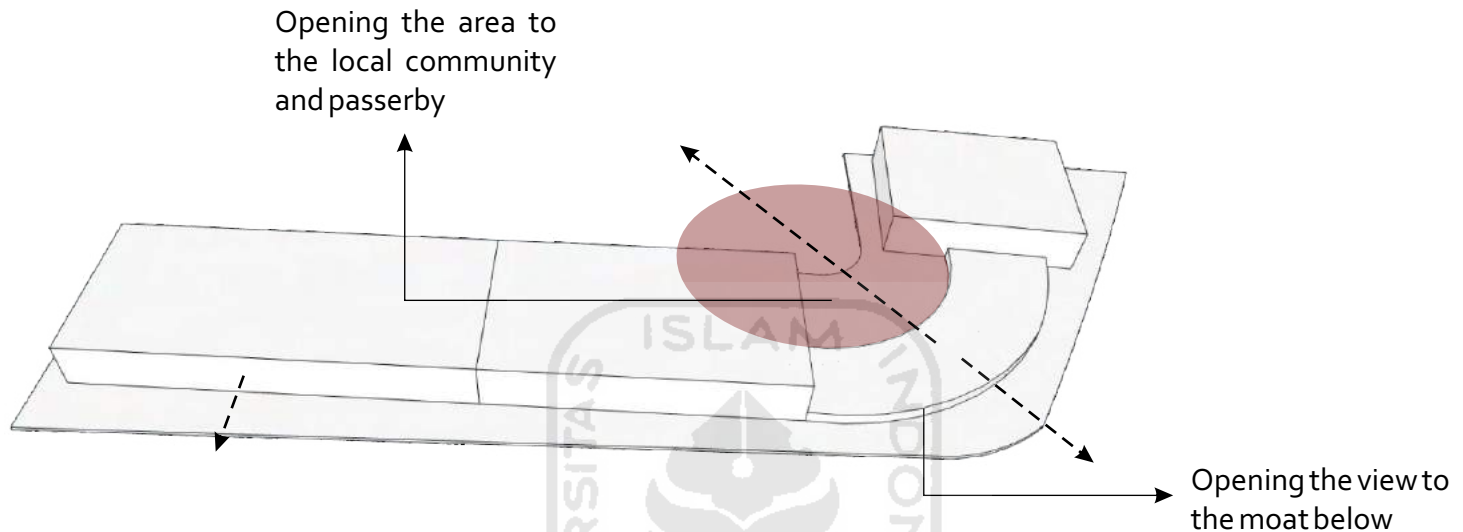 Opening the area to
the local community
and passerby
ISLAM
Opening the view to
the moat below